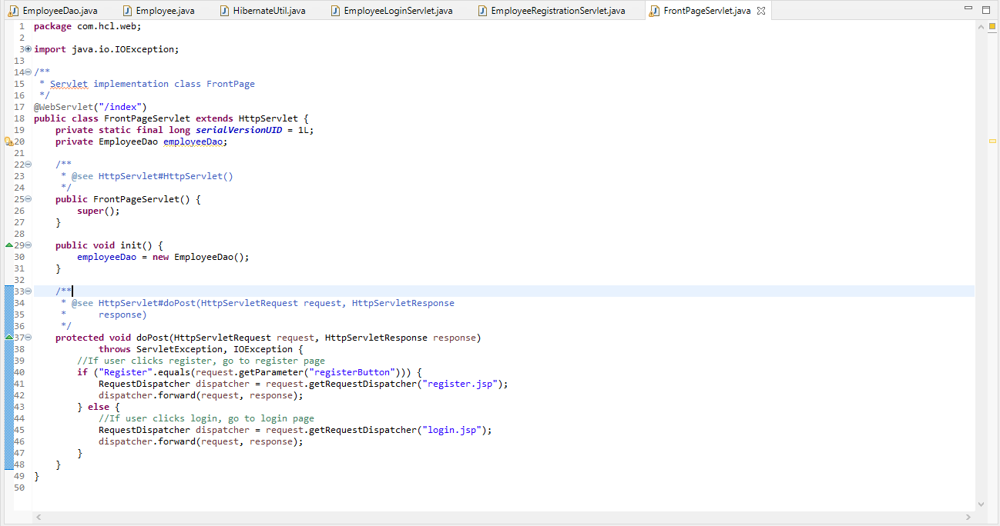 EmployeeDao.java Employee.java HibernateUtil.java EmployeeLoginServlet.java EmployeeRegistrationServlet.java FrontPageServlet.java
1 package com.hcl.web;
2
3 import java.io.IOException;
13
14 /**
15  * Servlet implementation class FrontPage
16  */
17 @WebServlet("/index")
18 public class FrontPageServlet extends HttpServlet {
19     private static final long serialVersionUID = 1L;
20     private EmployeeDao employeeDao;
21
22     /**
23      * @see HttpServlet#HttpServlet()
24      */
25     public FrontPageServlet() {
26         super();
27     }
28
29     public void init() {
30         employeeDao = new EmployeeDao();
31     }
32
33     /**
34      * @see HttpServlet#doPost(HttpServletRequest request, HttpServletResponse
35      *      response)
36      */
37     protected void doPost(HttpServletRequest request, HttpServletResponse response)
38             throws ServletException, IOException {
39         //If user clicks register, go to register page
40         if ("Register".equals(request.getParameter("registerButton"))) {
41             RequestDispatcher dispatcher = request.getRequestDispatcher("register.jsp");
42             dispatcher.forward(request, response);
43         } else {
44             //If user clicks login, go to login page
45             RequestDispatcher dispatcher = request.getRequestDispatcher("login.jsp");
46             dispatcher.forward(request, response);
47         }
48     }
49 }
50